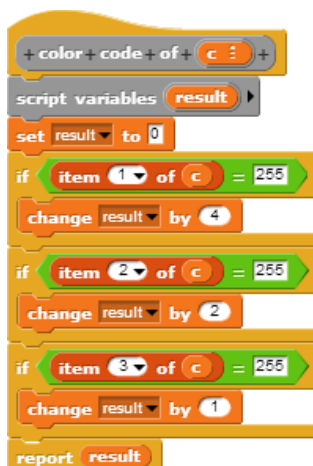 + color + code + of + c ⋮ +
script variables result
set result to 0
if item 1 of c = 255
change result by 4
if item 2 of c = 255
change result by 2
if item 3 of c = 255
change result by 1
report result